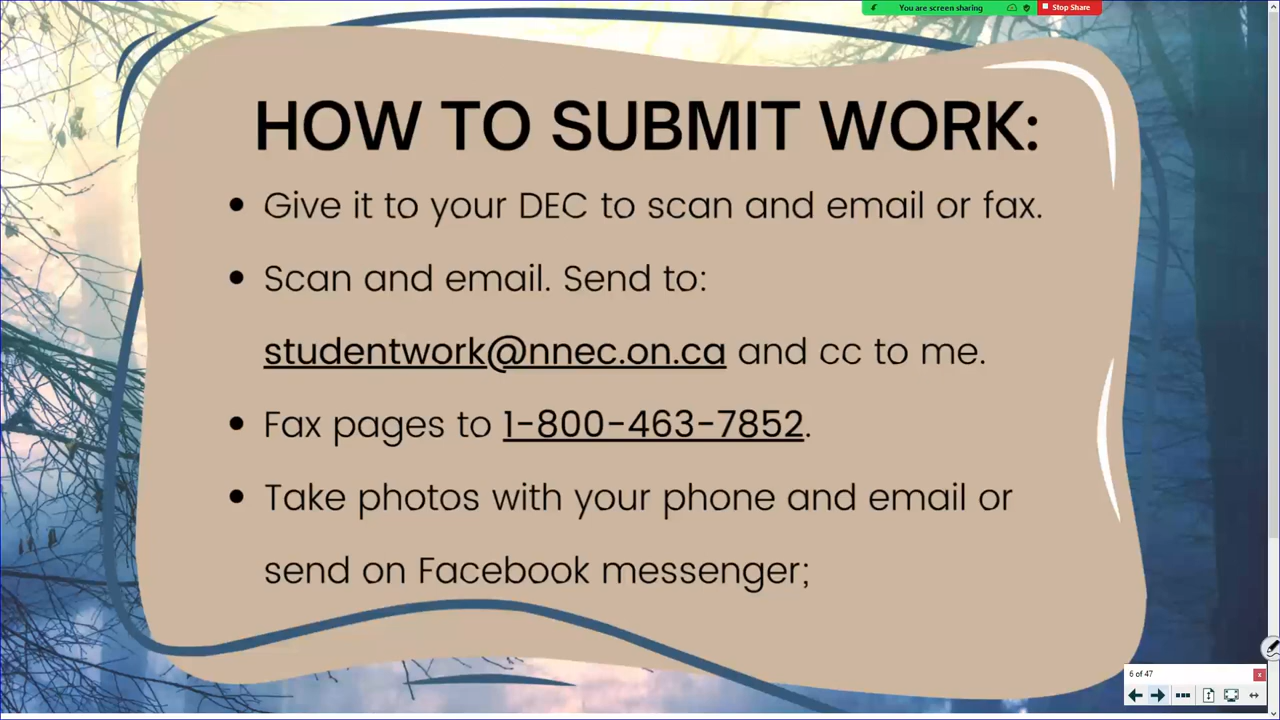 You are screen sharing
Stop Share
HOW TO SUBMIT WORK:
• Give it to your DEC to scan and email or fax.
• Scan and email. Send to:
studentwork@nnec.on.ca and cc to me.
• Fax pages to 1-800-463-7852.
• Take photos with your phone and email or
send on Facebook messenger;
6 of 47